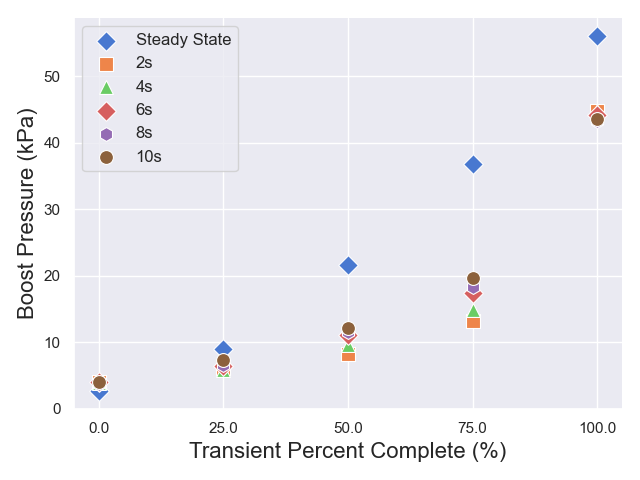 Steady State
2s
4s
6s
8s
10s
Boost Pressure (kPa)
50
40
30
20
10
0
0.0 25.0 50.0 75.0 100.0
Transient Percent Complete (%)